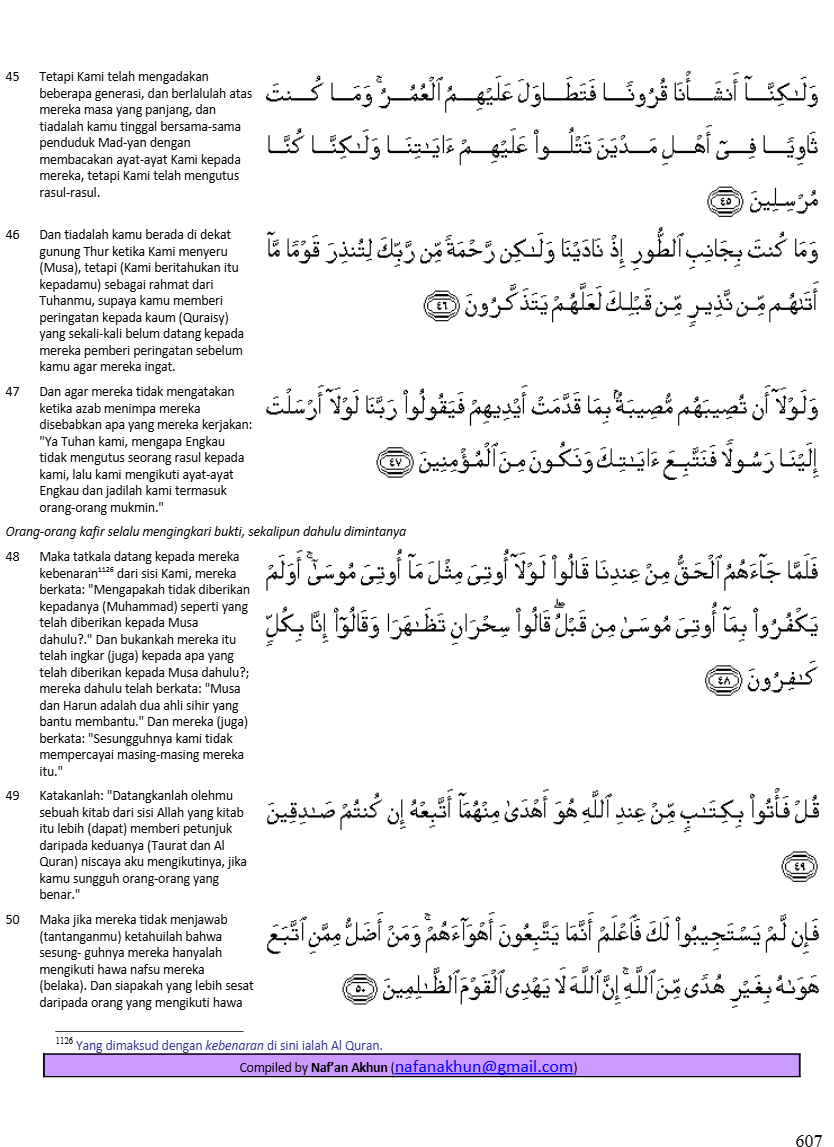 45 Tetapi Kami telah mengadakan
beberapa generasi, dan berlalulah atas
mereka masa yang panjang, dan
tiadalah kamu tinggal bersama-sama
penduduk Mad-yan dengan
membacakan ayat-ayat Kami kepada
mereka, tetapi Kami telah mengutus
rasul-rasul.
وَلَـٰكِنَّآ أَنشَأْنَا قُرُونًا فَتَطَاوَلَ عَلَيْهِمُ ٱلْعُمُرُ ۚ وَمَا كُنتَ
ثَاوِيًا فِىٓ أَهْلِ مَدْيَنَ تَتْلُوا۟ عَلَيْهِمْ ءَايَـٰتِنَا وَلَـٰكِنَّا كُنَّا
مُرْسِلِينَ ٤٥
46 Dan tiadalah kamu berada di dekat
gunung Thur ketika Kami menyeru
(Musa), tetapi (Kami beritahukan itu
kepadamu) sebagai rahmat dari
Tuhanmu, supaya kamu memberi
peringatan kepada kaum (Quraisy)
yang sekali-kali belum datang kepada
mereka pemberi peringatan sebelum
kamu agar mereka ingat.
وَمَا كُنتَ بِجَانِبِ ٱلطُّورِ إِذْ نَادَيْنَا وَلَـٰكِن رَّحْمَةً مِّن رَّبِّكَ لِتُنذِرَ قَوْمًا مَّآ
أَتَىٰهُم مِّن نَّذِيرٍ مِّن قَبْلِكَ لَعَلَّهُمْ يَتَذَكَّرُونَ ٤٦
47 Dan agar mereka tidak mengatakan
ketika azab menimpa mereka
disebabkan apa yang mereka kerjakan:
"Ya Tuhan kami, mengapa Engkau
tidak mengutus seorang rasul kepada
kami, lalu kami mengikuti ayat-ayat
Engkau dan jadilah kami termasuk
orang-orang mukmin."
وَلَوْلَآ أَن تُصِيبَهُم مُّصِيبَةٌۢ بِمَا قَدَّمَتْ أَيْدِيهِمْ فَيَقُولُوا۟ رَبَّنَا لَوْلَآ أَرْسَلْتَ
إِلَيْنَا رَسُولًا فَنَتَّبِعَ ءَايَـٰتِكَ وَنَكُونَ مِنَ ٱلْمُؤْمِنِينَ ٤٧
Orang-orang kafir selalu mengingkari bukti, sekalipun dahulu dimintanya
48 Maka tatkala datang kepada mereka
kebenaran¹¹²⁶ dari sisi Kami, mereka
berkata: "Mengapakah tidak diberikan
kepadanya (Muhammad) seperti yang
telah diberikan kepada Musa
dahulu?." Dan bukankah mereka itu
telah ingkar (juga) kepada apa yang
telah diberikan kepada Musa dahulu?;
mereka dahulu telah berkata: "Musa
dan Harun adalah dua ahli sihir yang
bantu membantu." Dan mereka (juga)
berkata: "Sesungguhnya kami tidak
mempercayai masing-masing mereka
itu."
فَلَمَّا جَآءَهُمُ ٱلْحَقُّ مِنْ عِندِنَا قَالُوا۟ لَوْلَآ أُوتِىَ مِثْلَ مَآ أُوتِىَ مُوسَىٰٓ ۚ أَوَلَمْ
يَكْفُرُوا۟ بِمَآ أُوتِىَ مُوسَىٰ مِن قَبْلُ ۖ قَالُوا۟ سِحْرَانِ تَظَـٰهَرَا وَقَالُوٓا۟ إِنَّا بِكُلٍّ
كَـٰفِرُونَ ٤٨
49 Katakanlah: "Datangkanlah olehmu
sebuah kitab dari sisi Allah yang kitab
itu lebih (dapat) memberi petunjuk
daripada keduanya (Taurat dan Al
Quran) niscaya aku mengikutinya, jika
kamu sungguh orang-orang yang
benar."
قُلْ فَأْتُوا۟ بِكِتَـٰبٍ مِّنْ عِندِ ٱللَّهِ هُوَ أَهْدَىٰ مِنْهُمَآ أَتَّبِعْهُ إِن كُنتُمْ صَـٰدِقِينَ
٤٩
50 Maka jika mereka tidak menjawab
(tantanganmu) ketahuilah bahwa
sesung- guhnya mereka hanyalah
mengikuti hawa nafsu mereka
(belaka). Dan siapakah yang lebih sesat
daripada orang yang mengikuti hawa
فَإِن لَّمْ يَسْتَجِيبُوا۟ لَكَ فَٱعْلَمْ أَنَّمَا يَتَّبِعُونَ أَهْوَآءَهُمْ ۚ وَمَنْ أَضَلُّ مِمَّنِ ٱتَّبَعَ
هَوَىٰهُ بِغَيْرِ هُدًى مِّنَ ٱللَّهِ ۚ إِنَّ ٱللَّهَ لَا يَهْدِى ٱلْقَوْمَ ٱلظَّـٰلِمِينَ ٥٠
¹¹²⁶ Yang dimaksud dengan kebenaran di sini ialah Al Quran.
Compiled by Naf'an Akhun (nafanakhun@gmail.com)
607